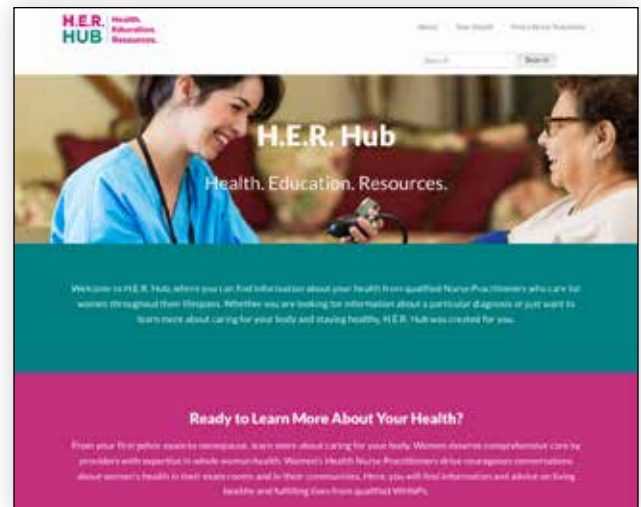 H.E.R. Health.
HUB Education.
Resources.
About Your Health Find a Nurse Practitioner
Search Search
H.E.R. Hub
Health. Education. Resources.
Welcome to H.E.R. Hub, where you can find information about your health from qualified Nurse Practitioners who care for
women throughout their lifespans. Whether you are looking for information about a particular diagnosis or just want to
learn more about caring for your body and staying healthy, H.E.R. Hub was created for you.
Ready to Learn More About Your Health?
From your first pelvic exam to menopause, learn more about caring for your body. Women deserve comprehensive care by
providers with expertise in whole-woman health. Women's Health Nurse Practitioners drive courageous conversations
about women's health in their exam rooms and in their communities. Here, you will find information and advice on living
healthy and fulfilling lives from qualified WHNPs.